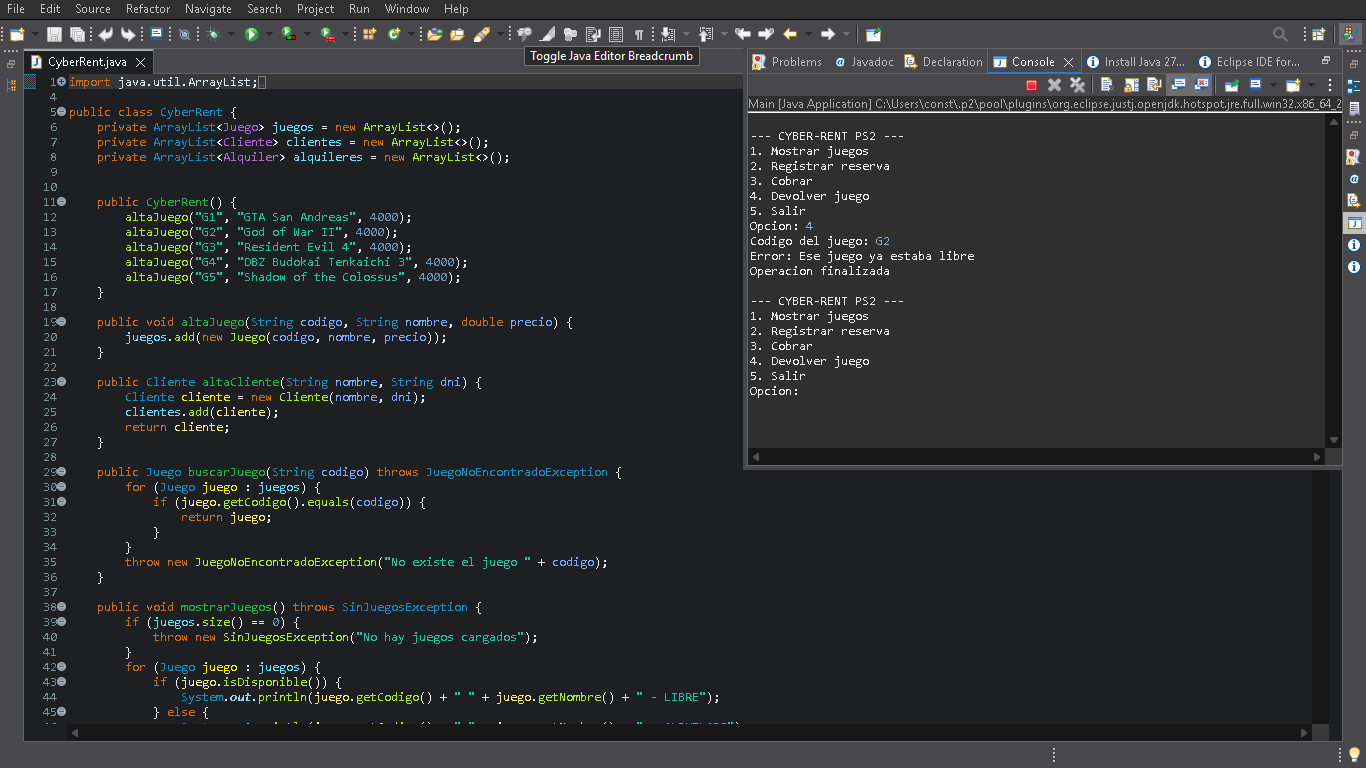 File Edit Source Refactor Navigate Search Project Run Window Help
Toggle Java Editor Breadcrumb
CyberRent.java
1 import java.util.ArrayList;
4
5 public class CyberRent {
6 private ArrayList<Juego> juegos = new ArrayList<>();
7 private ArrayList<Cliente> clientes = new ArrayList<>();
8 private ArrayList<Alquiler> alquileres = new ArrayList<>();
9
10
11 public CyberRent() {
12 altaJuego("G1", "GTA San Andreas", 4000);
13 altaJuego("G2", "God of War II", 4000);
14 altaJuego("G3", "Resident Evil 4", 4000);
15 altaJuego("G4", "DBZ Budokai Tenkaichi 3", 4000);
16 altaJuego("G5", "Shadow of the Colossus", 4000);
17 }
18
19 public void altaJuego(String codigo, String nombre, double precio) {
20 juegos.add(new Juego(codigo, nombre, precio));
21 }
22
23 public Cliente altaCliente(String nombre, String dni) {
24 Cliente cliente = new Cliente(nombre, dni);
25 clientes.add(cliente);
26 return cliente;
27 }
28
29 public Juego buscarJuego(String codigo) throws JuegoNoEncontradoException {
30 for (Juego juego : juegos) {
31 if (juego.getCodigo().equals(codigo)) {
32 return juego;
33 }
34 }
35 throw new JuegoNoEncontradoException("No existe el juego " + codigo);
36 }
37
38 public void mostrarJuegos() throws SinJuegosException {
39 if (juegos.size() == 0) {
40 throw new SinJuegosException("No hay juegos cargados");
41 }
42 for (Juego juego : juegos) {
43 if (juego.isDisponible()) {
44 System.out.println(juego.getCodigo() + " " + juego.getNombre() + " - LIBRE");
45 } else {
Problems Javadoc Declaration Console Install Java 27... Eclipse IDE for...
Main [Java Application] C:\Users\const\.p2\pool\plugins\org.eclipse.justj.openjdk.hotspot.jre.full.win32.x86_64_2
--- CYBER-RENT PS2 ---
1. Mostrar juegos
2. Registrar reserva
3. Cobrar
4. Devolver juego
5. Salir
Opcion: 4
Codigo del juego: G2
Error: Ese juego ya estaba libre
Operacion finalizada
--- CYBER-RENT PS2 ---
1. Mostrar juegos
2. Registrar reserva
3. Cobrar
4. Devolver juego
5. Salir
Opcion: